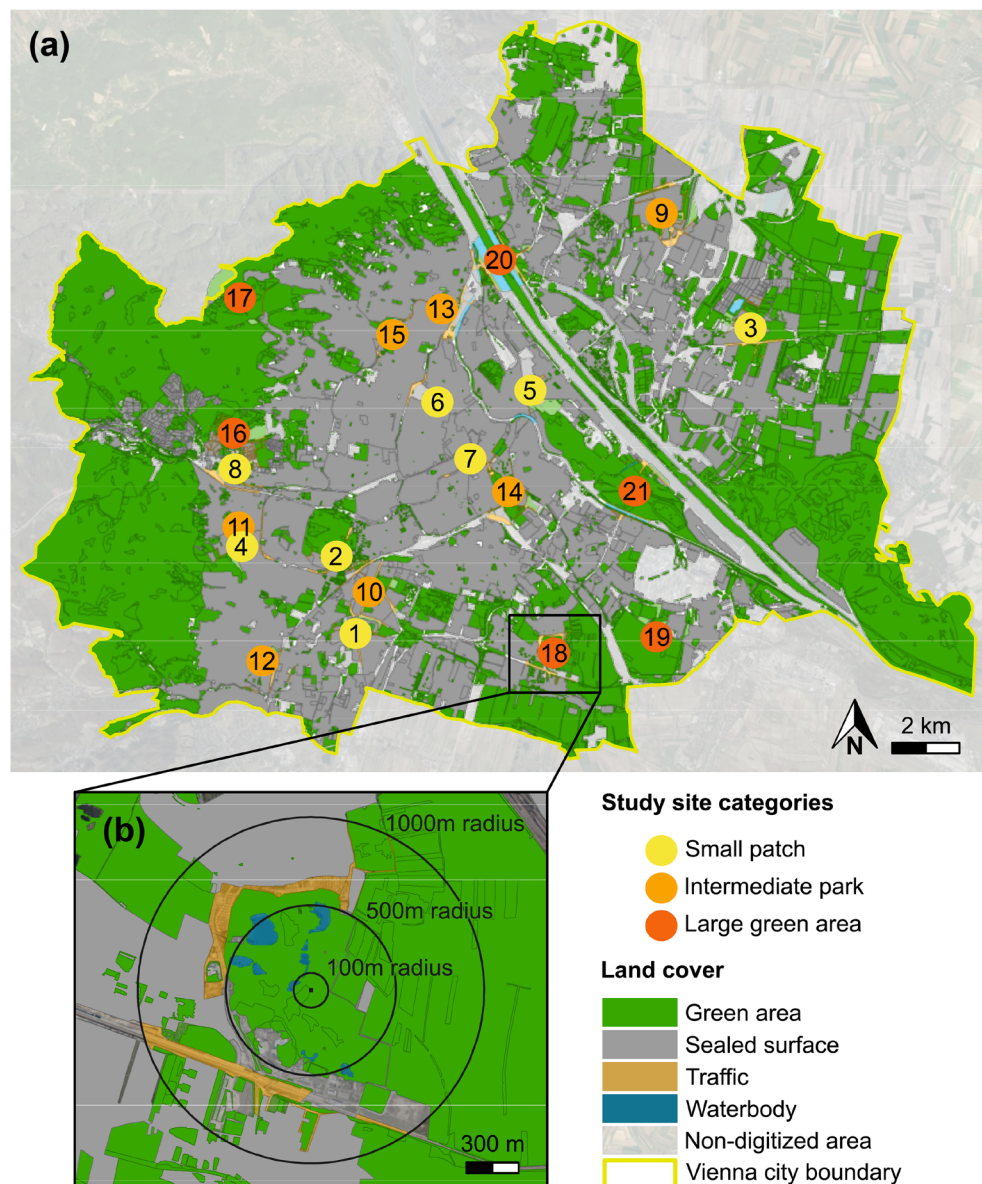 (a)
9
20
17
13
3
15
5
6
16
7
8
21
14
11
4
2
10
1
19
18
12
N
2 km
(b)
1000m radius
500m radius
100m radius
300 m
Study site categories
Small patch
Intermediate park
Large green area
Land cover
Green area
Sealed surface
Traffic
Waterbody
Non-digitized area
Vienna city boundary